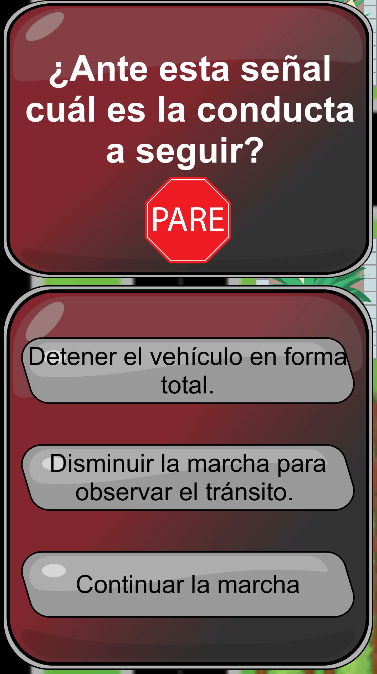 ¿Ante esta señal
cuál es la conducta
a seguir?
PARE
Detener el vehículo en forma
total.
Disminuir la marcha para
observar el tránsito.
Continuar la marcha